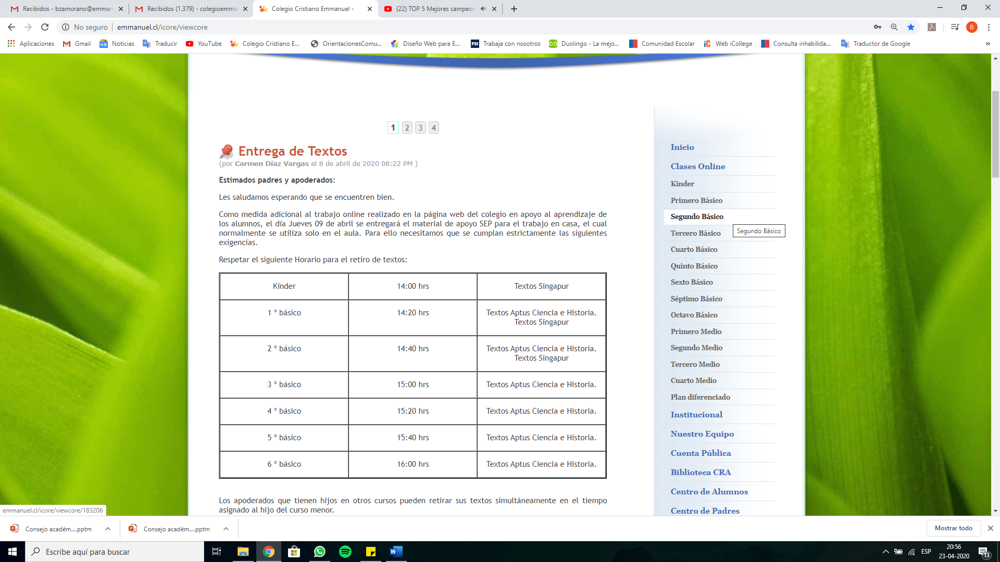 Recibidos - bzamorano@emman
Recibidos (1.379) - colegioemma
Colegio Cristiano Emmanuel -
(22) TOP 5 Mejores campeon
No seguro
emmanuel.cl/icore/viewcore
B
Aplicaciones
Gmail
Noticias
Traducir
YouTube
Colegio Cristiano E...
OrientacionesComu...
Diseño Web para E...
PDI Trabaja con nosotros
Duolingo - La mejo...
Comunidad Escolar
iC Web iCollege
Consulta inhabilida...
Traductor de Google
»
1 2 3 4
Entrega de Textos
(por Carmen Díaz Vargas el 8 de abril de 2020 08:22 PM )
Estimados padres y apoderados:
Les saludamos esperando que se encuentren bien.
Como medida adicional al trabajo online realizado en la página web del colegio en apoyo al aprendizaje de
los alumnos, el día Jueves 09 de abril se entregará el material de apoyo SEP para el trabajo en casa, el cual
normalmente se utiliza solo en el aula. Para ello necesitamos que se cumplan estrictamente las siguientes
exigencias.
Respetar el siguiente Horario para el retiro de textos:
Kínder 14:00 hrs Textos Singapur
1 º básico 14:20 hrs Textos Aptus Ciencia e Historia.
Textos Singapur
2 º básico 14:40 hrs Textos Aptus Ciencia e Historia.
Textos Singapur
3 º básico 15:00 hrs Textos Aptus Ciencia e Historia.
4 º básico 15:20 hrs Textos Aptus Ciencia e Historia.
5 º básico 15:40 hrs Textos Aptus Ciencia e Historia.
6 º básico 16:00 hrs Textos Aptus Ciencia e Historia.
Los apoderados que tienen hijos en otros cursos pueden retirar sus textos simultáneamente en el tiempo
asignado al hijo del curso menor.
Inicio
Clases Online
Kinder
Primero Básico
Segundo Básico
Segundo Básico
Tercero Básico
Cuarto Básico
Quinto Básico
Sexto Básico
Séptimo Básico
Octavo Básico
Primero Medio
Segundo Medio
Tercero Medio
Cuarto Medio
Plan diferenciado
Institucional
Nuestro Equipo
Cuenta Pública
Biblioteca CRA
Centro de Alumnos
Centro de Padres
emmanuel.cl/icore/viewcore/183206
Consejo académ....pptm
Consejo académ....pptm
Mostrar todo
Escribe aquí para buscar
ESP
20:56
23-04-2020
13